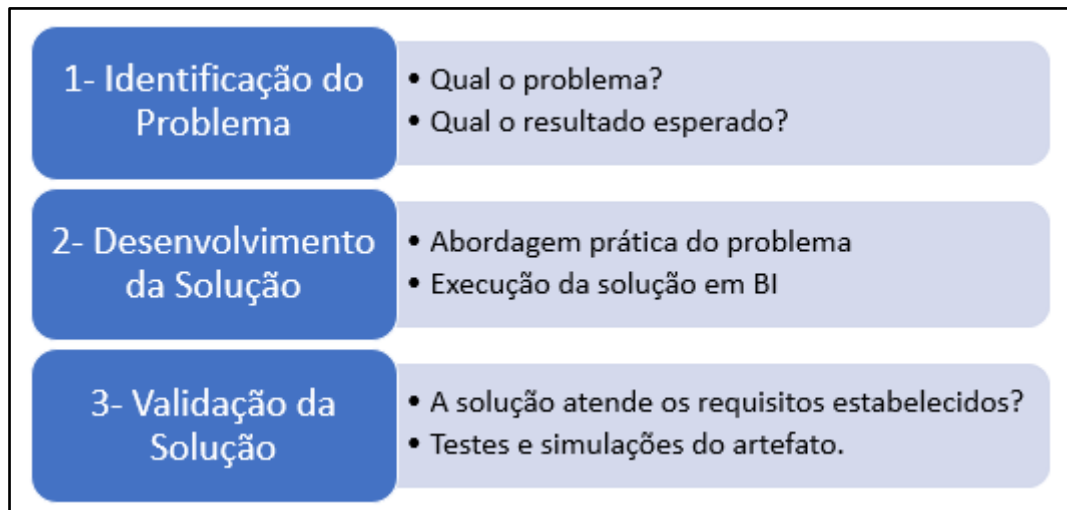 1- Identificação do
Problema
• Qual o problema?
• Qual o resultado esperado?
2- Desenvolvimento
da Solução
• Abordagem prática do problema
• Execução da solução em BI
3- Validação da
Solução
• A solução atende os requisitos estabelecidos?
• Testes e simulações do artefato.